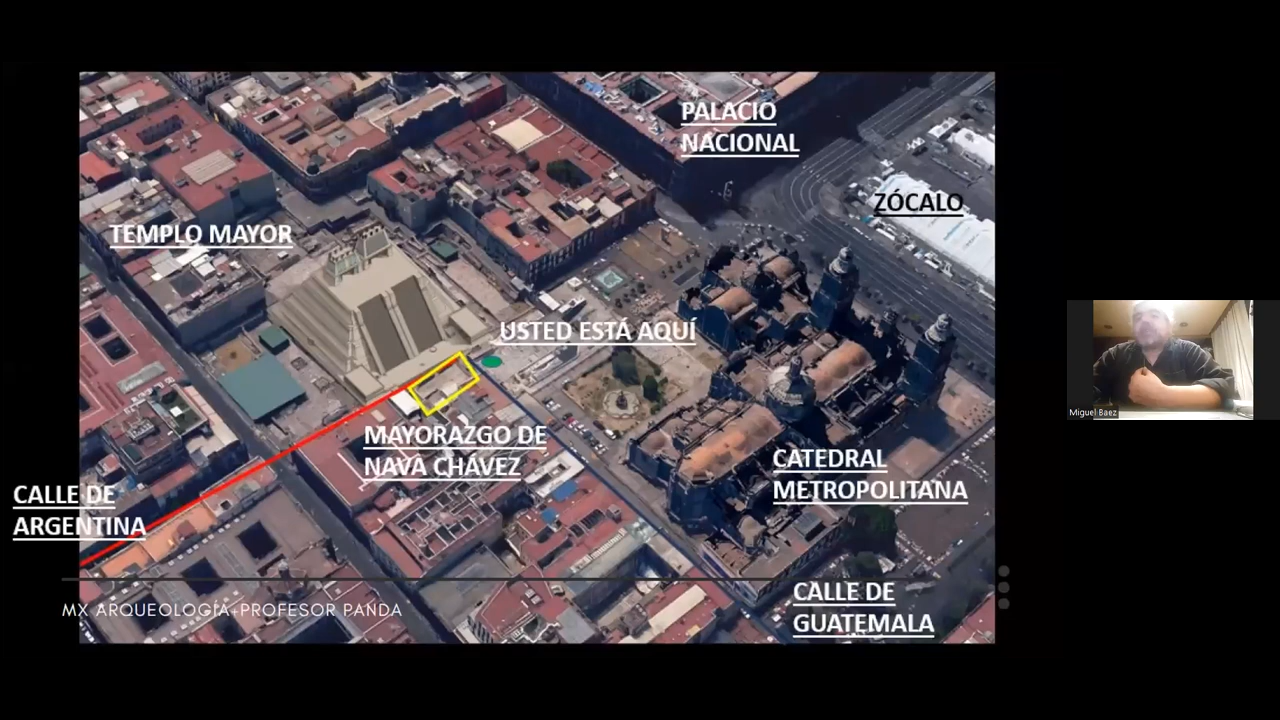 PALACIO
NACIONAL
ZÓCALO
TEMPLO MAYOR
USTED ESTÁ AQUÍ
MAYORAZGO DE
NAVA CHÁVEZ
CATEDRAL
METROPOLITANA
CALLE DE
ARGENTINA
CALLE DE
GUATEMALA
MX ARQUEOLOGÍA+PROFESOR PANDA
Miguel Baez